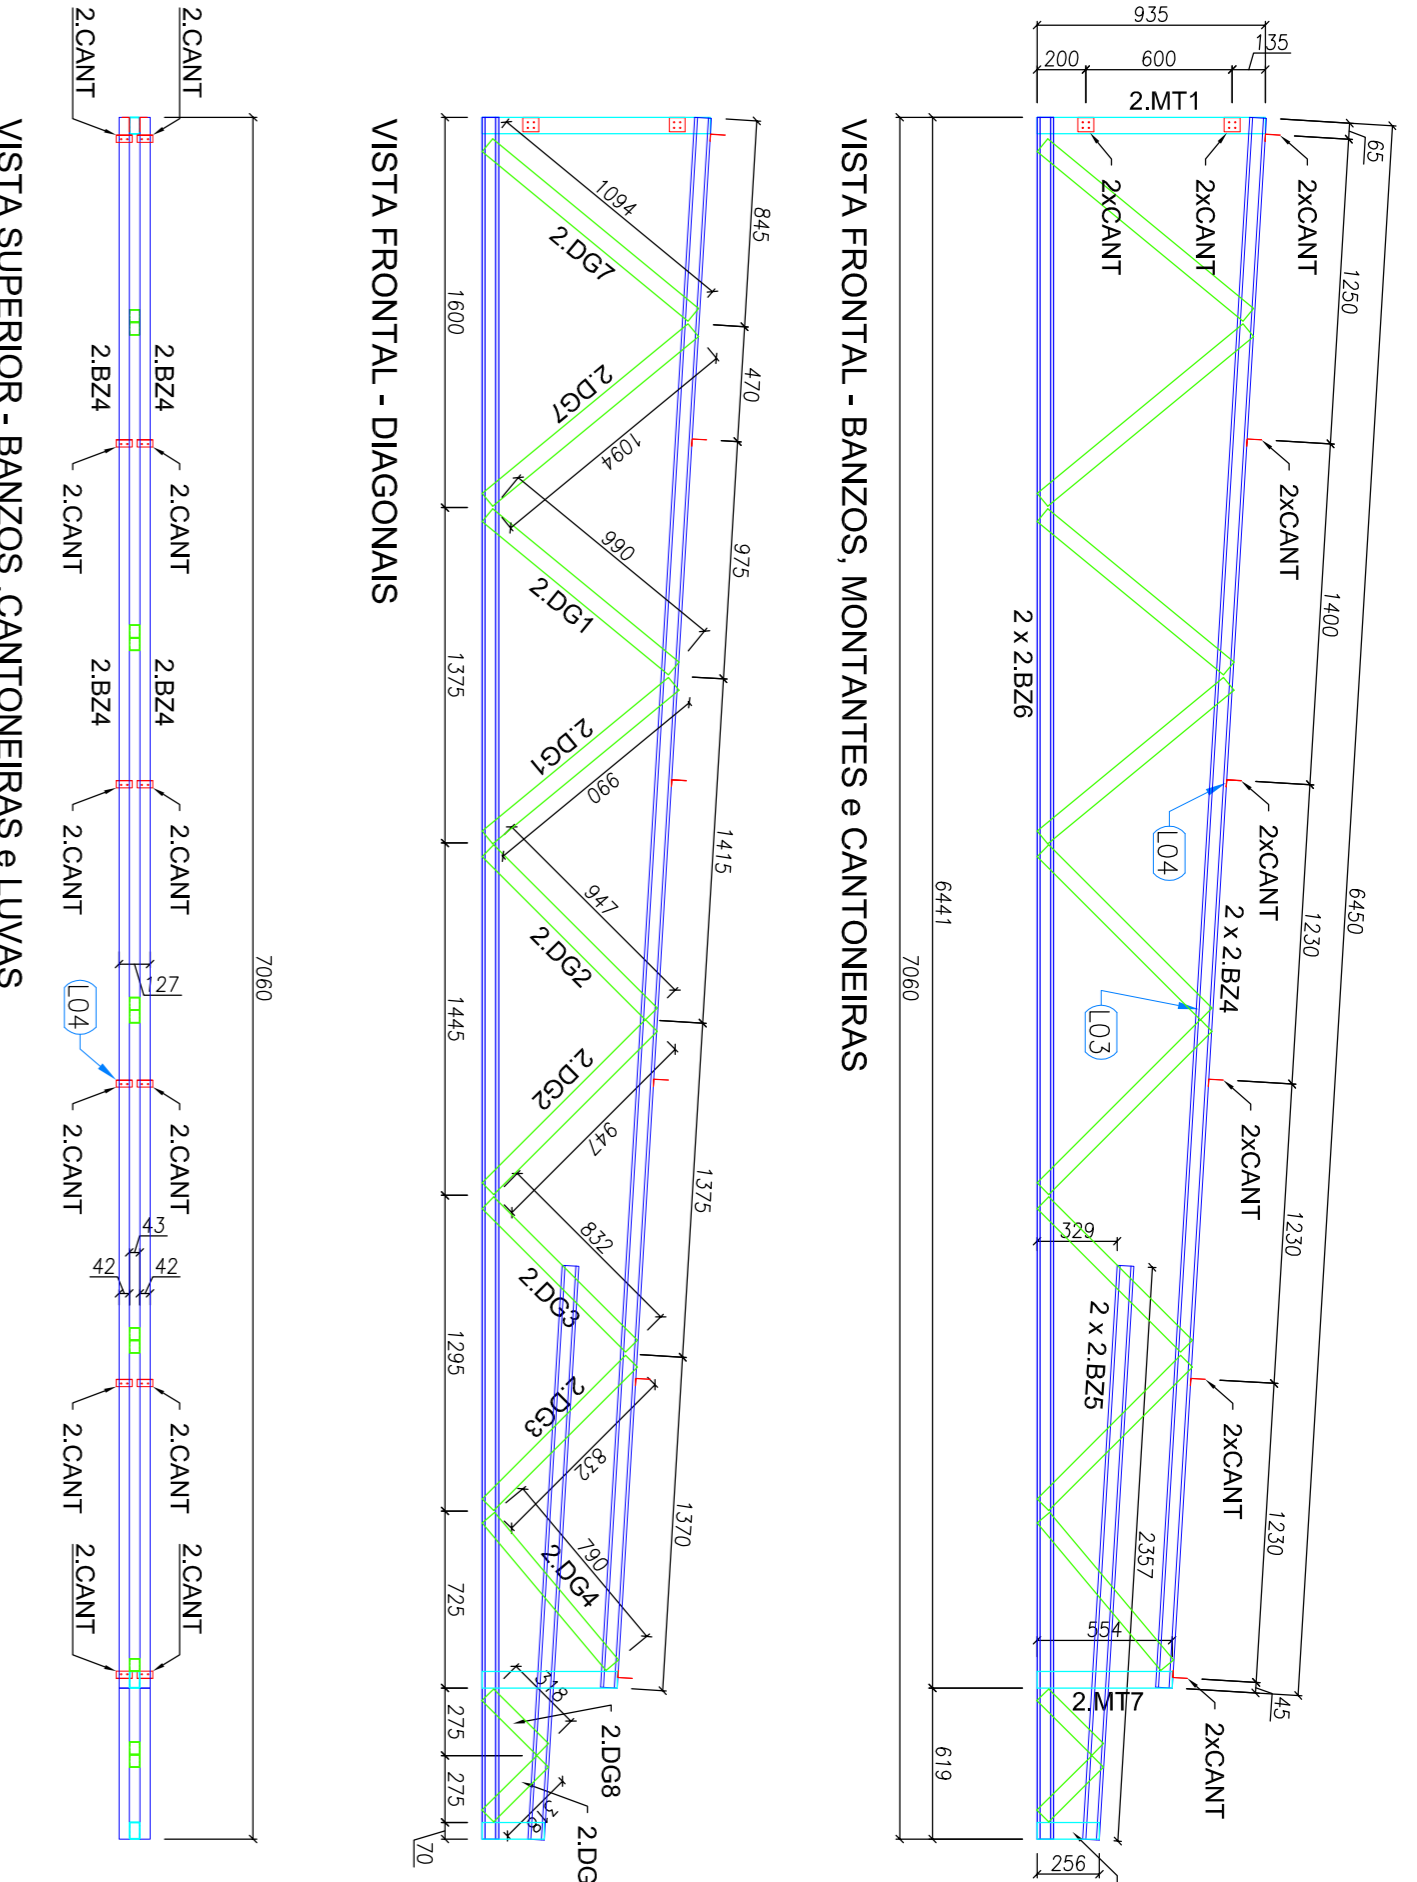 935
135
200
600
2.MT1
65
1250
1400
1230
1230
1230
45
6450
2xCANT
2xCANT
2xCANT
2xCANT
2xCANT
2xCANT
2xCANT
2xCANT
L04
L03
2 x 2.BZ4
2 x 2.BZ6
2 x 2.BZ5
329
2357
554
2.MT7
256
6441
619
7060
VISTA FRONTAL - BANZOS, MONTANTES e CANTONEIRAS
845
470
975
1415
1375
1370
1094
2.DG7
1094
2.DG7
990
2.DG1
990
2.DG1
947
2.DG2
947
2.DG2
832
2.DG3
832
2.DG3
790
2.DG4
318
2.DG8
318
2.DG
1600
1375
1445
1295
725
275
275
70
VISTA FRONTAL - DIAGONAIS
7060
2.CANT
2.CANT
2.BZ4
2.BZ4
2.CANT
2.CANT
2.BZ4
2.BZ4
2.CANT
2.CANT
127
L04
2.CANT
2.CANT
43
42
42
2.CANT
2.CANT
2.CANT
2.CANT
VISTA SUPERIOR - BANZOS ,CANTONEIRAS e LUVAS